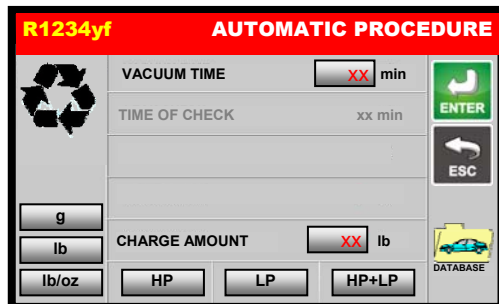 R1234yf AUTOMATIC PROCEDURE
VACUUM TIME XX min
ENTER
TIME OF CHECK xx min
ESC
g
lb
CHARGE AMOUNT XX lb
DATABASE
lb/oz HP LP HP+LP